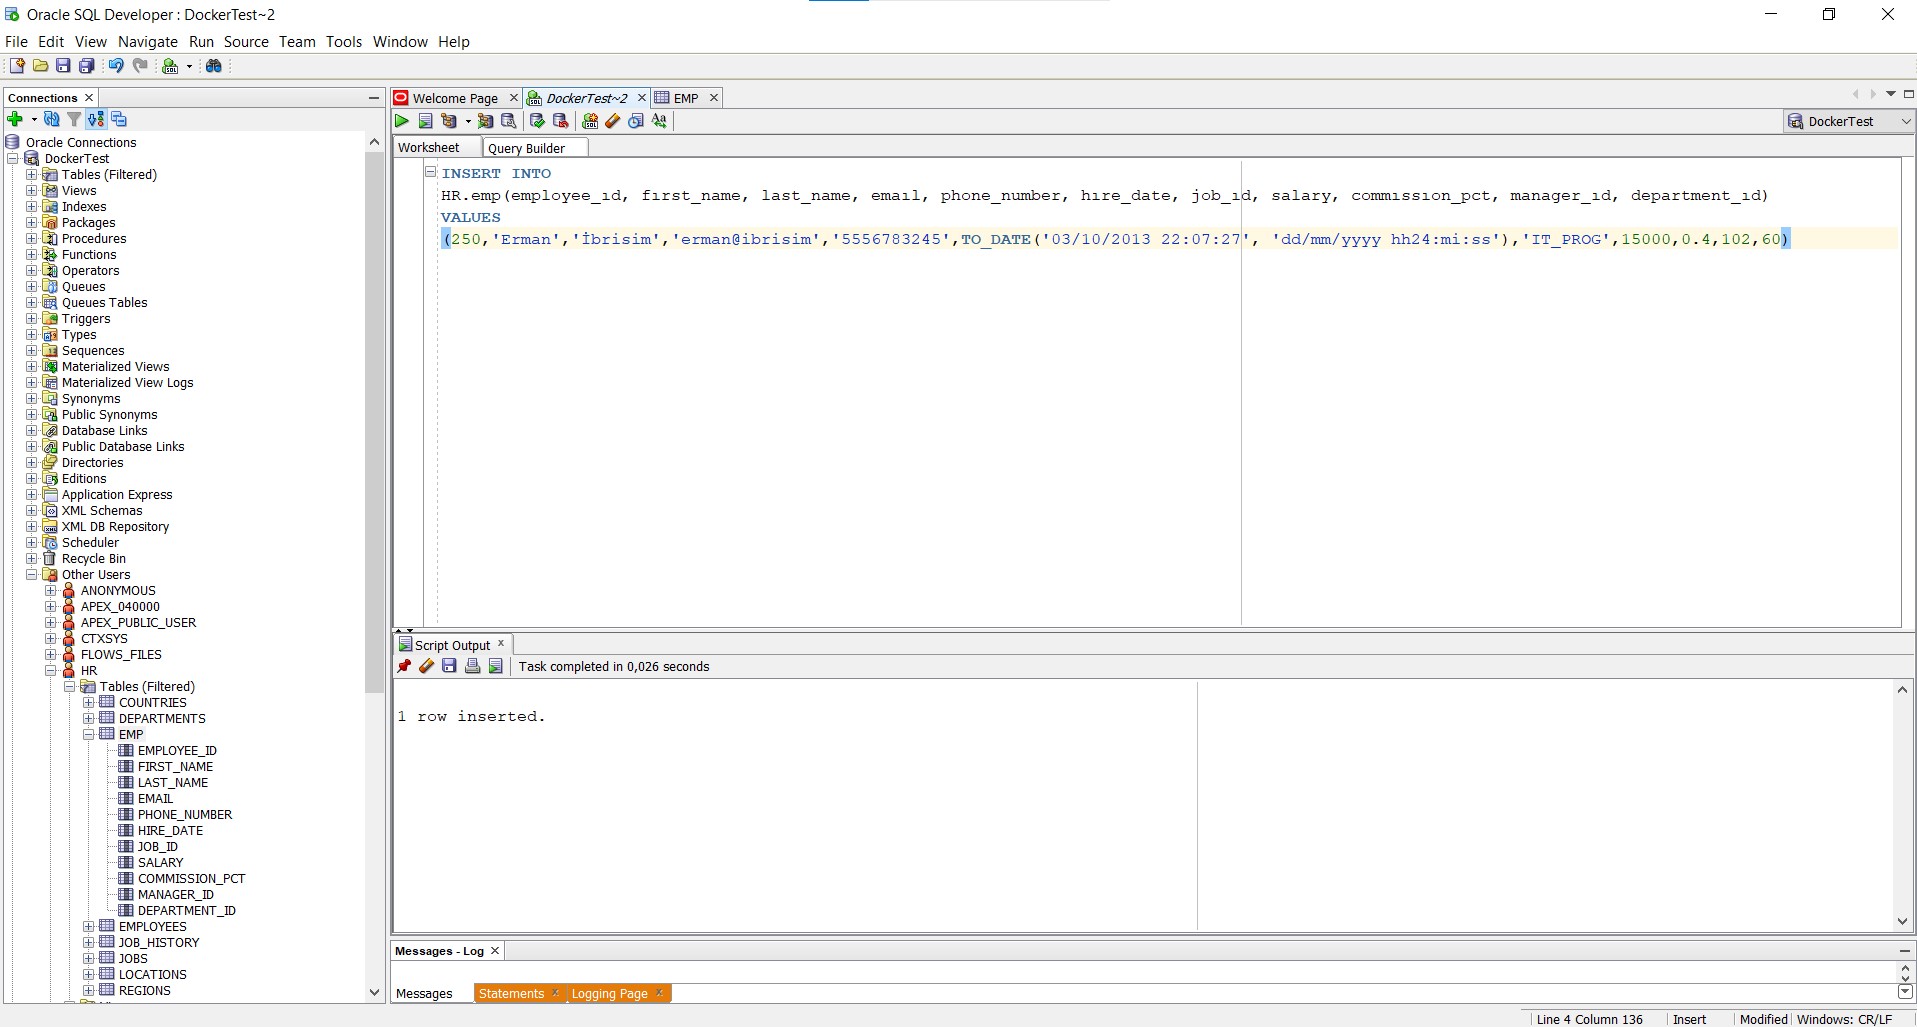 Oracle SQL Developer : DockerTest~2
File Edit View Navigate Run Source Team Tools Window Help
Connections
Oracle Connections
DockerTest
Tables (Filtered)
Views
Indexes
Packages
Procedures
Functions
Operators
Queues
Queues Tables
Triggers
Types
Sequences
Materialized Views
Materialized View Logs
Synonyms
Public Synonyms
Database Links
Public Database Links
Directories
Editions
Application Express
XML Schemas
XML DB Repository
Scheduler
Recycle Bin
Other Users
ANONYMOUS
APEX_040000
APEX_PUBLIC_USER
CTXSYS
FLOWS_FILES
HR
Tables (Filtered)
COUNTRIES
DEPARTMENTS
EMP
EMPLOYEE_ID
FIRST_NAME
LAST_NAME
EMAIL
PHONE_NUMBER
HIRE_DATE
JOB_ID
SALARY
COMMISSION_PCT
MANAGER_ID
DEPARTMENT_ID
EMPLOYEES
JOB_HISTORY
JOBS
LOCATIONS
REGIONS
Welcome Page DockerTest~2 EMP
DockerTest
Worksheet Query Builder
INSERT INTO
HR.emp(employee_id, first_name, last_name, email, phone_number, hire_date, job_id, salary, commission_pct, manager_id, department_id)
VALUES
(250,'Erman','İbrisim','erman@ibrisim','5556783245',TO_DATE('03/10/2013 22:07:27', 'dd/mm/yyyy hh24:mi:ss'),'IT_PROG',15000,0.4,102,60)
Script Output
Task completed in 0,026 seconds
1 row inserted.
Messages - Log
Messages Statements Logging Page
Line 4 Column 136 Insert Modified Windows: CR/LF